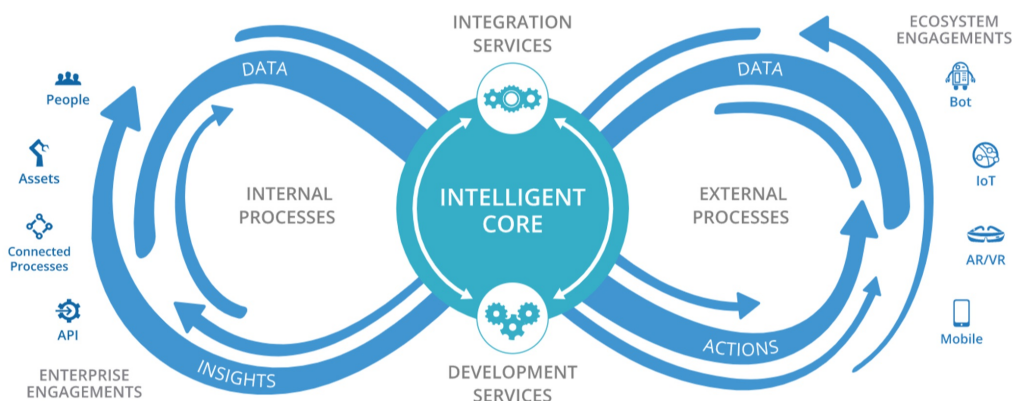 INTEGRATION
SERVICES
ECOSYSTEM
ENGAGEMENTS
DATA
DATA
People
Bot
Assets
IoT
INTERNAL
PROCESSES
INTELLIGENT
CORE
EXTERNAL
PROCESSES
Connected
Processes
AR/VR
API
Mobile
INSIGHTS
ACTIONS
ENTERPRISE
ENGAGEMENTS
DEVELOPMENT
SERVICES